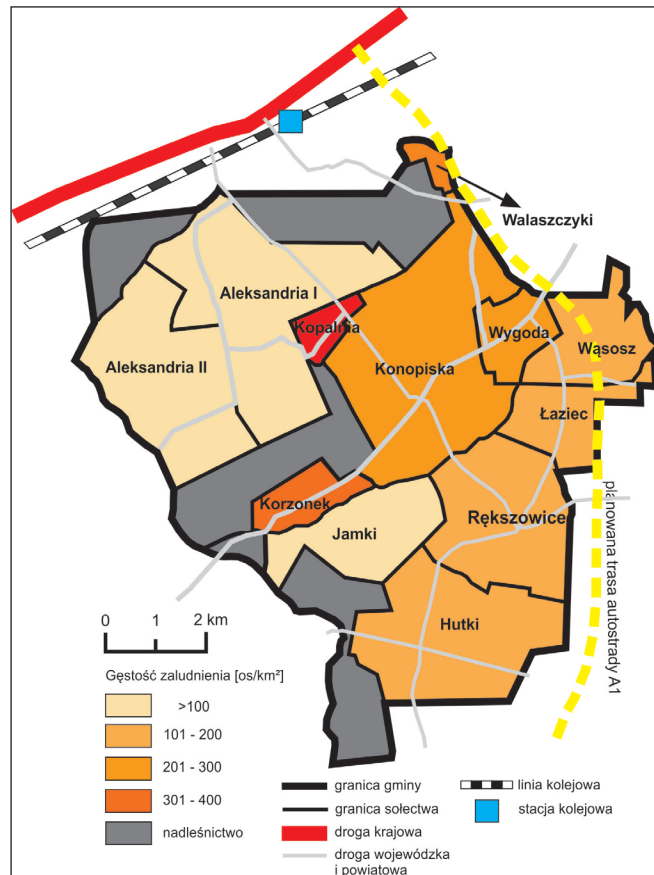 Walaszczyki
Aleksandria I
Kopalnia
Wygoda
Wąsosz
Aleksandria II
Konopiska
Łaziec
Korzonek
Rększowice
Jamki
planowana trasa autostrady A1
Hutki
0 1 2 km
Gęstość zaludnienia [os/km²]
>100
101 - 200
201 - 300
301 - 400
nadleśnictwo
granica gminy
granica sołectwa
droga krajowa
droga wojewódzka
i powiatowa
linia kolejowa
stacja kolejowa